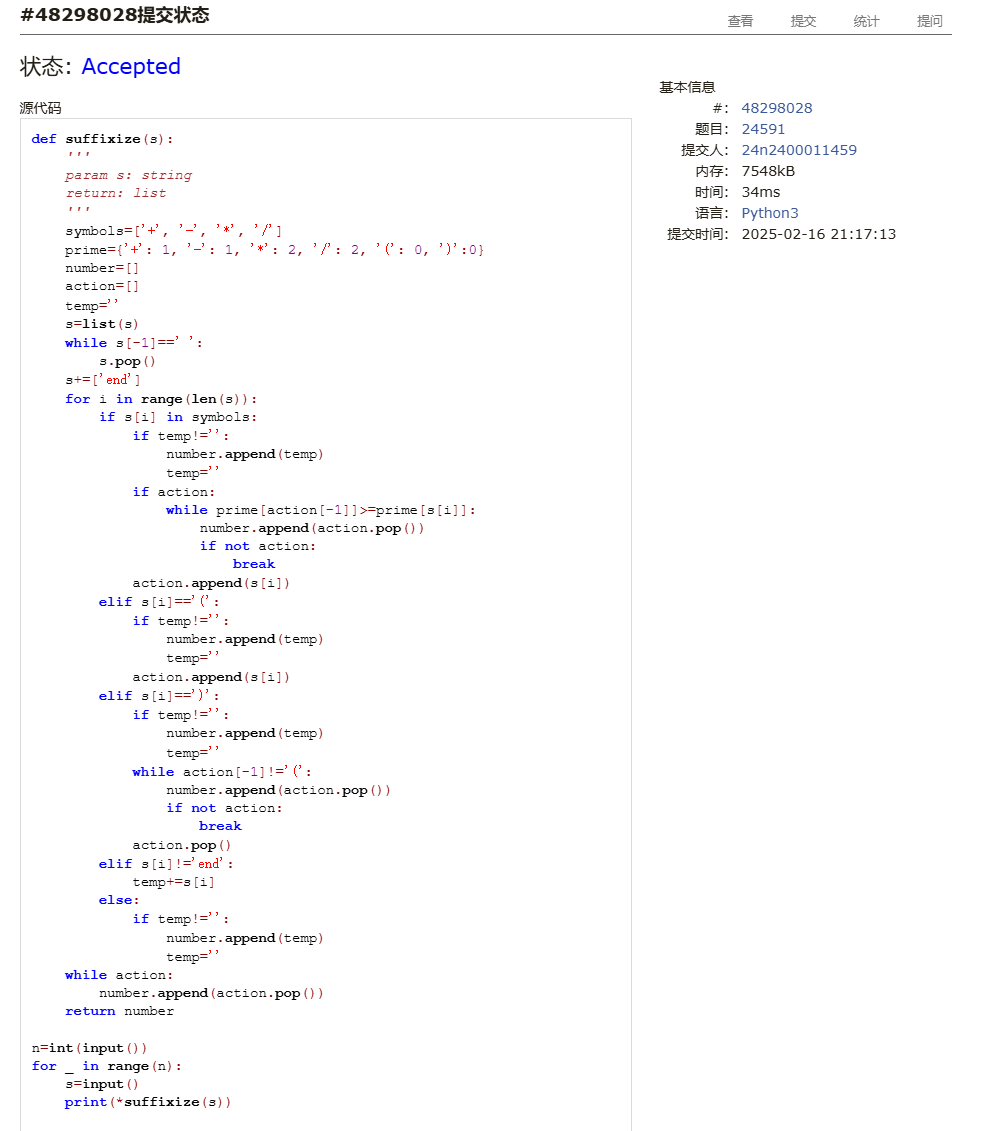 #48298028提交状态
查看 提交 统计 提问
状态: Accepted
源代码
def suffixize(s):
    '''
    param s: string
    return: list
    '''
    symbols=['+', '-', '*', '/']
    prime={'+': 1, '-': 1, '*': 2, '/': 2, '(': 0, ')':0}
    number=[]
    action=[]
    temp=''
    s=list(s)
    while s[-1]==' ':
        s.pop()
    s+=['end']
    for i in range(len(s)):
        if s[i] in symbols:
            if temp!='':
                number.append(temp)
                temp=''
            if action:
                while prime[action[-1]]>=prime[s[i]]:
                    number.append(action.pop())
                    if not action:
                        break
            action.append(s[i])
        elif s[i]=='(':
            if temp!='':
                number.append(temp)
                temp=''
            action.append(s[i])
        elif s[i]==')':
            if temp!='':
                number.append(temp)
                temp=''
            while action[-1]!='(':
                number.append(action.pop())
                if not action:
                    break
            action.pop()
        elif s[i]!='end':
            temp+=s[i]
        else:
            if temp!='':
                number.append(temp)
                temp=''
    while action:
        number.append(action.pop())
    return number

n=int(input())
for _ in range(n):
    s=input()
    print(*suffixize(s))
基本信息
#: 48298028
题目: 24591
提交人: 24n2400011459
内存: 7548kB
时间: 34ms
语言: Python3
提交时间: 2025-02-16 21:17:13